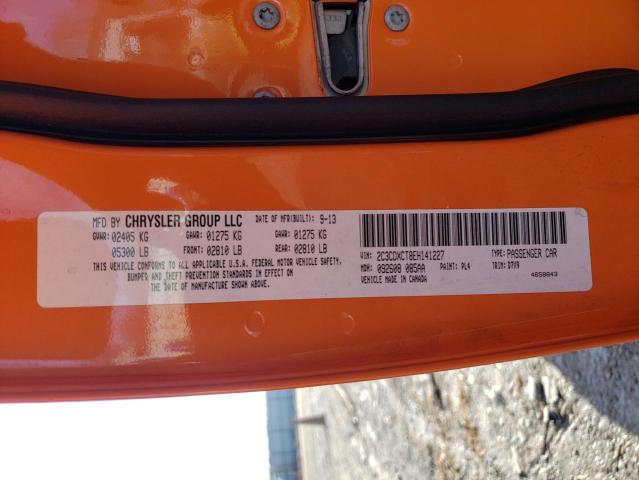 MFD BY CHRYSLER GROUP LLC DATE OF MFR(BUILT): 9-13
GVWR: 02405 KG GAWR: 01275 KG GAWR: 01275 KG
05300 LB FRONT: 02810 LB REAR: 02810 LB
THIS VEHICLE CONFORMS TO ALL APPLICABLE U.S.A. FEDERAL MOTOR VEHICLE SAFETY,
BUMPER AND THEFT PREVENTION STANDARDS IN EFFECT ON
THE DATE OF MANUFACTURE SHOWN ABOVE.
VIN: 2C3CDXCT8EH141227 TYPE: PASSENGER CAR
MDH: 092608 085AA PAINT: PL4 TRIM: D7V9
VEHICLE MADE IN CANADA 4658843